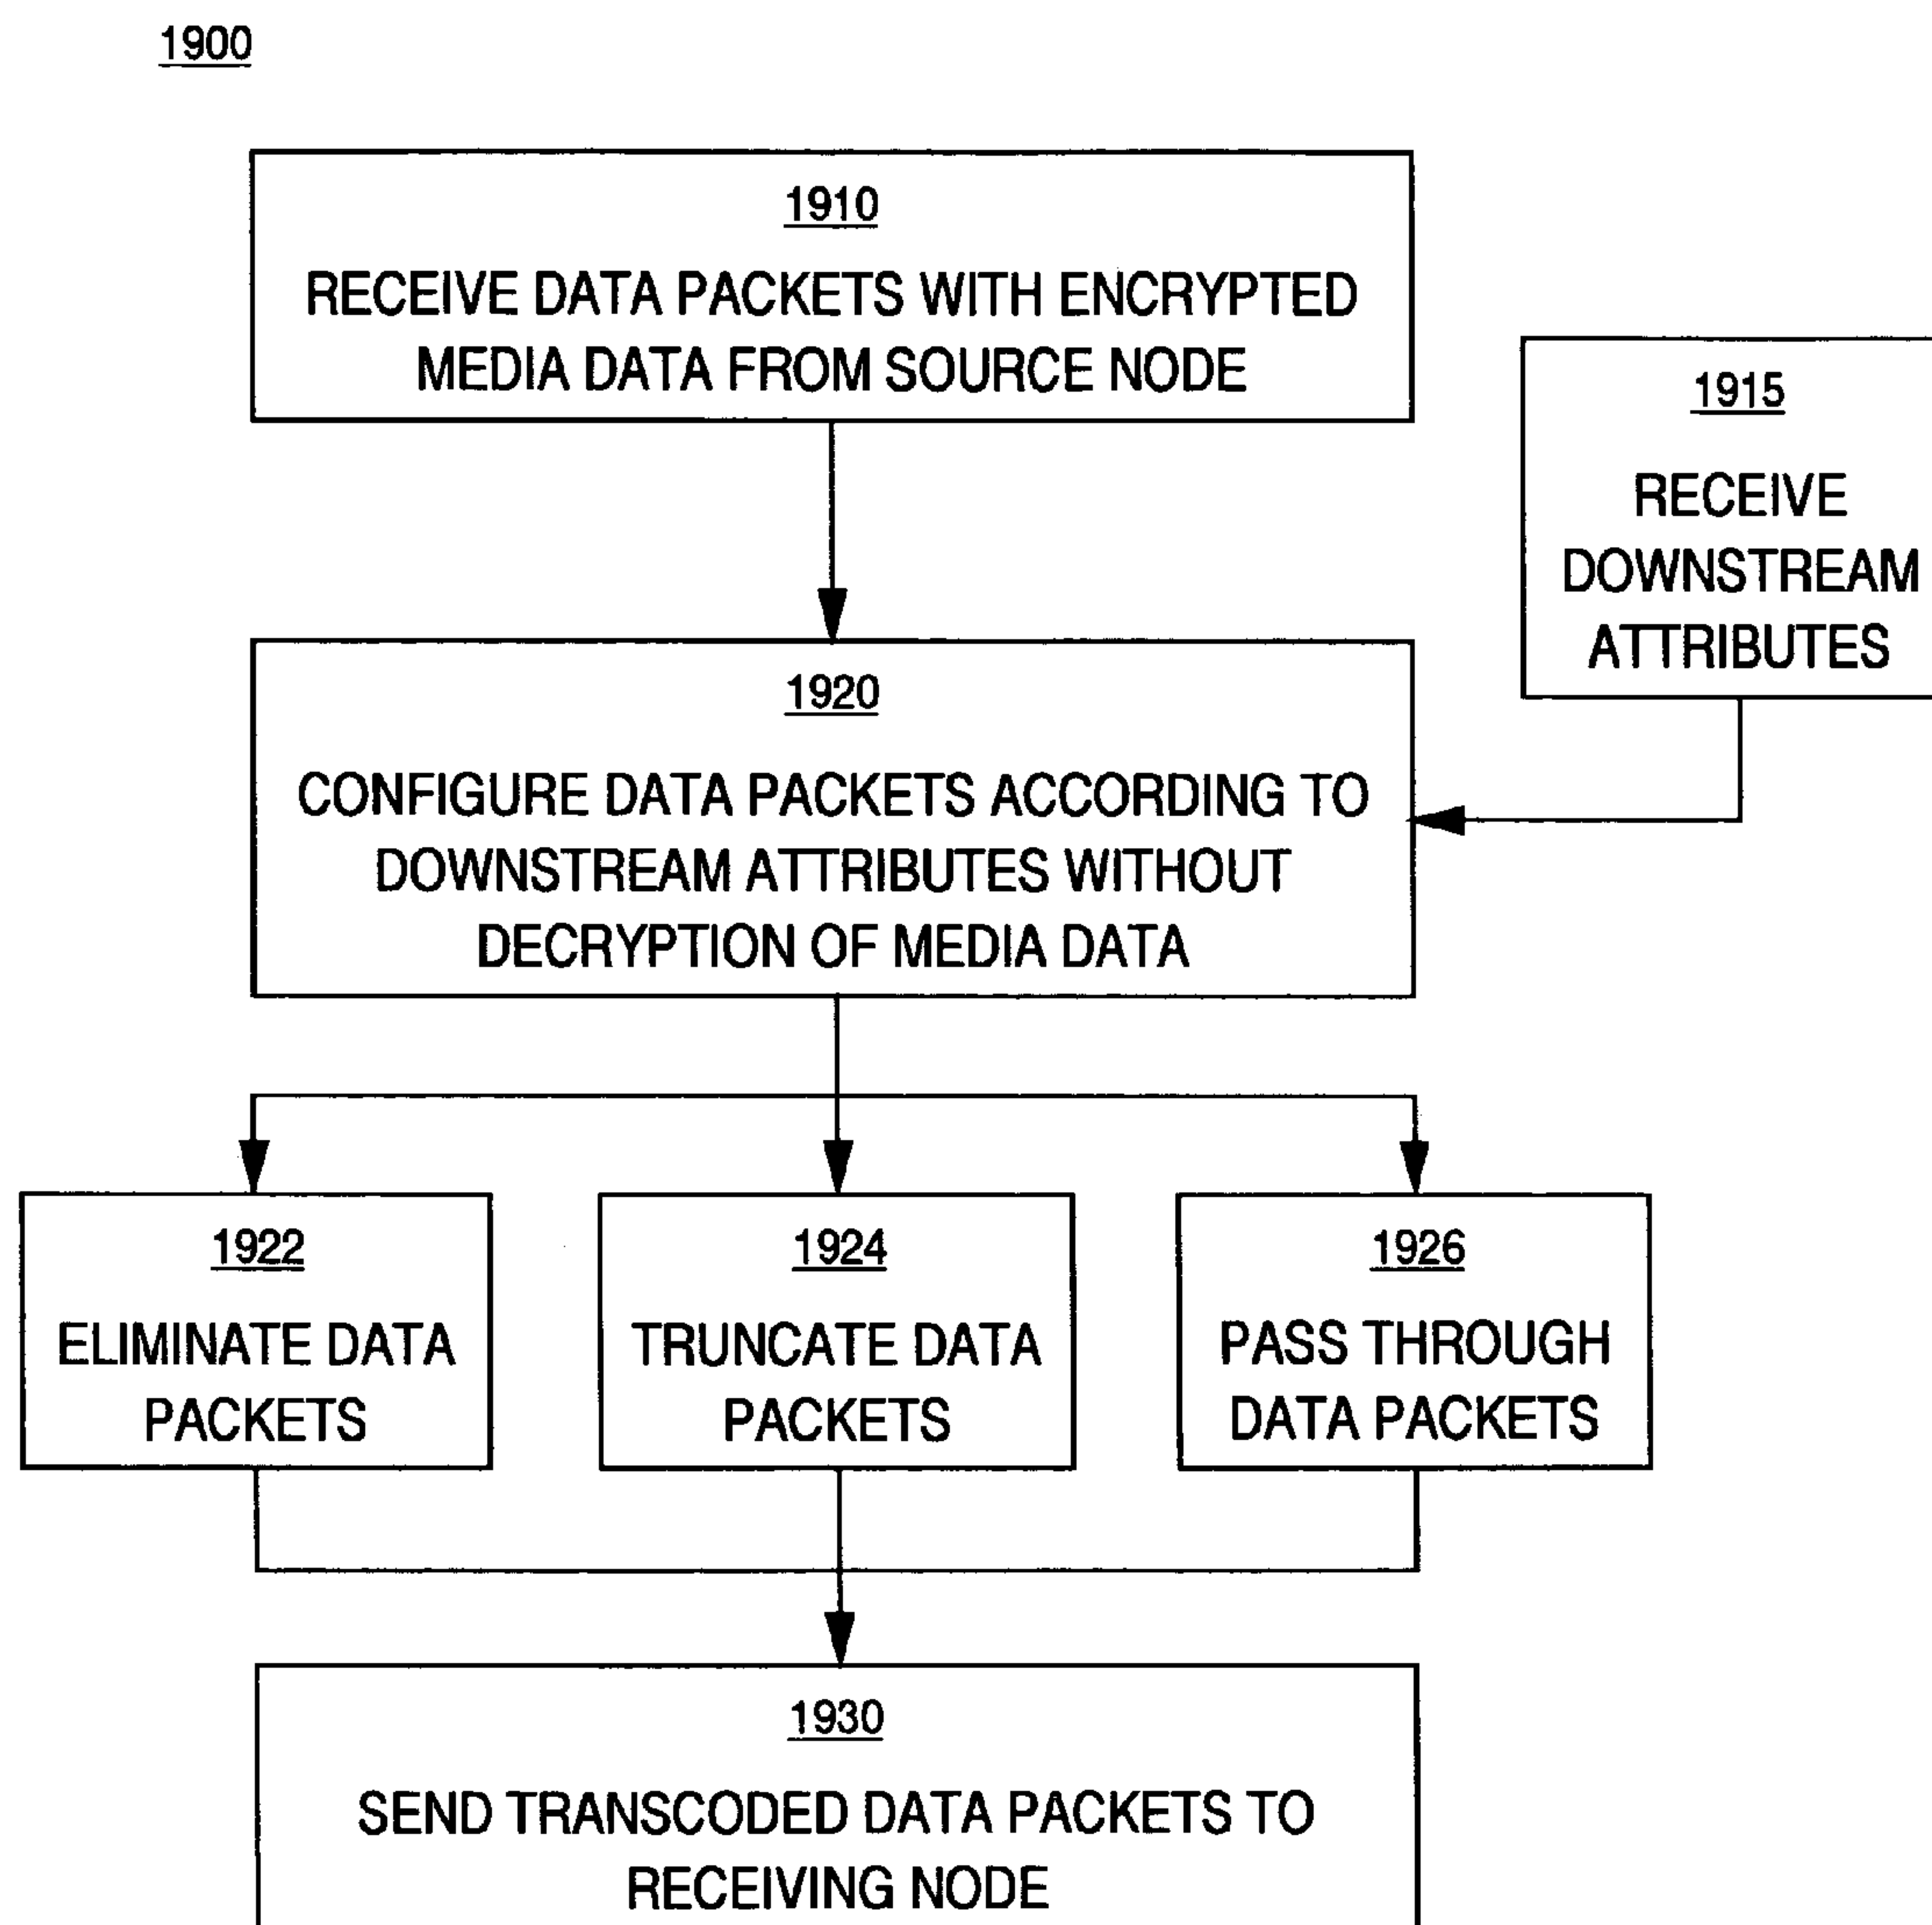 1900
1910
RECEIVE DATA PACKETS WITH ENCRYPTED
MEDIA DATA FROM SOURCE NODE
1915
RECEIVE
DOWNSTREAM
ATTRIBUTES
1920
CONFIGURE DATA PACKETS ACCORDING TO
DOWNSTREAM ATTRIBUTES WITHOUT
DECRYPTION OF MEDIA DATA
1922
ELIMINATE DATA
PACKETS
1924
TRUNCATE DATA
PACKETS
1926
PASS THROUGH
DATA PACKETS
1930
SEND TRANSCODED DATA PACKETS TO
RECEIVING NODE